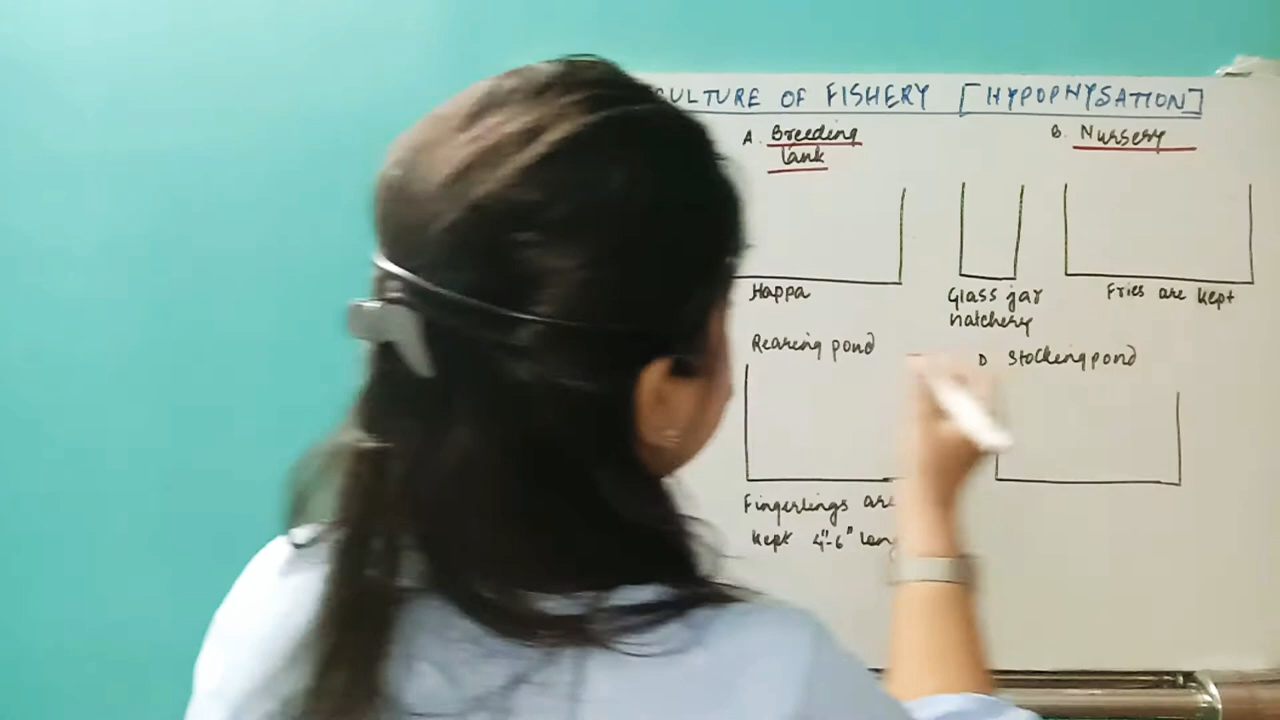 CULTURE OF FISHERY [HYPOPHYSATION]
A. Breeding
tank
B. Nursery
Happa
Glass jar
hatchery
Fries are kept
Rearing pond
D Stocking pond
Fingerlings are
kept 4"-6" long